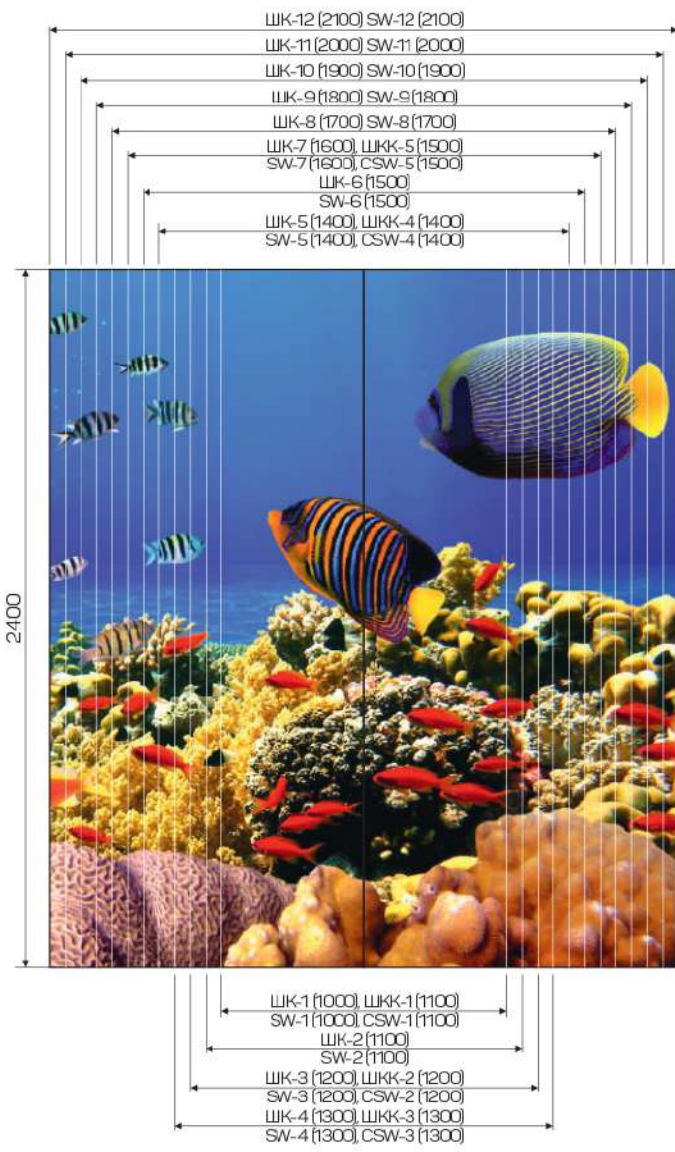 ШК-12 (2100) SW-12 (2100)
ШК-11 (2000) SW-11 (2000)
ШК-10 (1900) SW-10 (1900)
ШК-9 (1800) SW-9 (1800)
ШК-8 (1700) SW-8 (1700)
ШК-7 (1600), ШКК-5 (1500)
SW-7 (1600), CSW-5 (1500)
ШК-6 (1500)
SW-6 (1500)
ШК-5 (1400), ШКК-4 (1400)
SW-5 (1400), CSW-4 (1400)
2400
ШК-1 (1000), ШКК-1 (1100)
SW-1 (1000), CSW-1 (1100)
ШК-2 (1100)
SW-2 (1100)
ШК-3 (1200), ШКК-2 (1200)
SW-3 (1200), CSW-2 (1200)
ШК-4 (1300), ШКК-3 (1300)
SW-4 (1300), CSW-3 (1300)